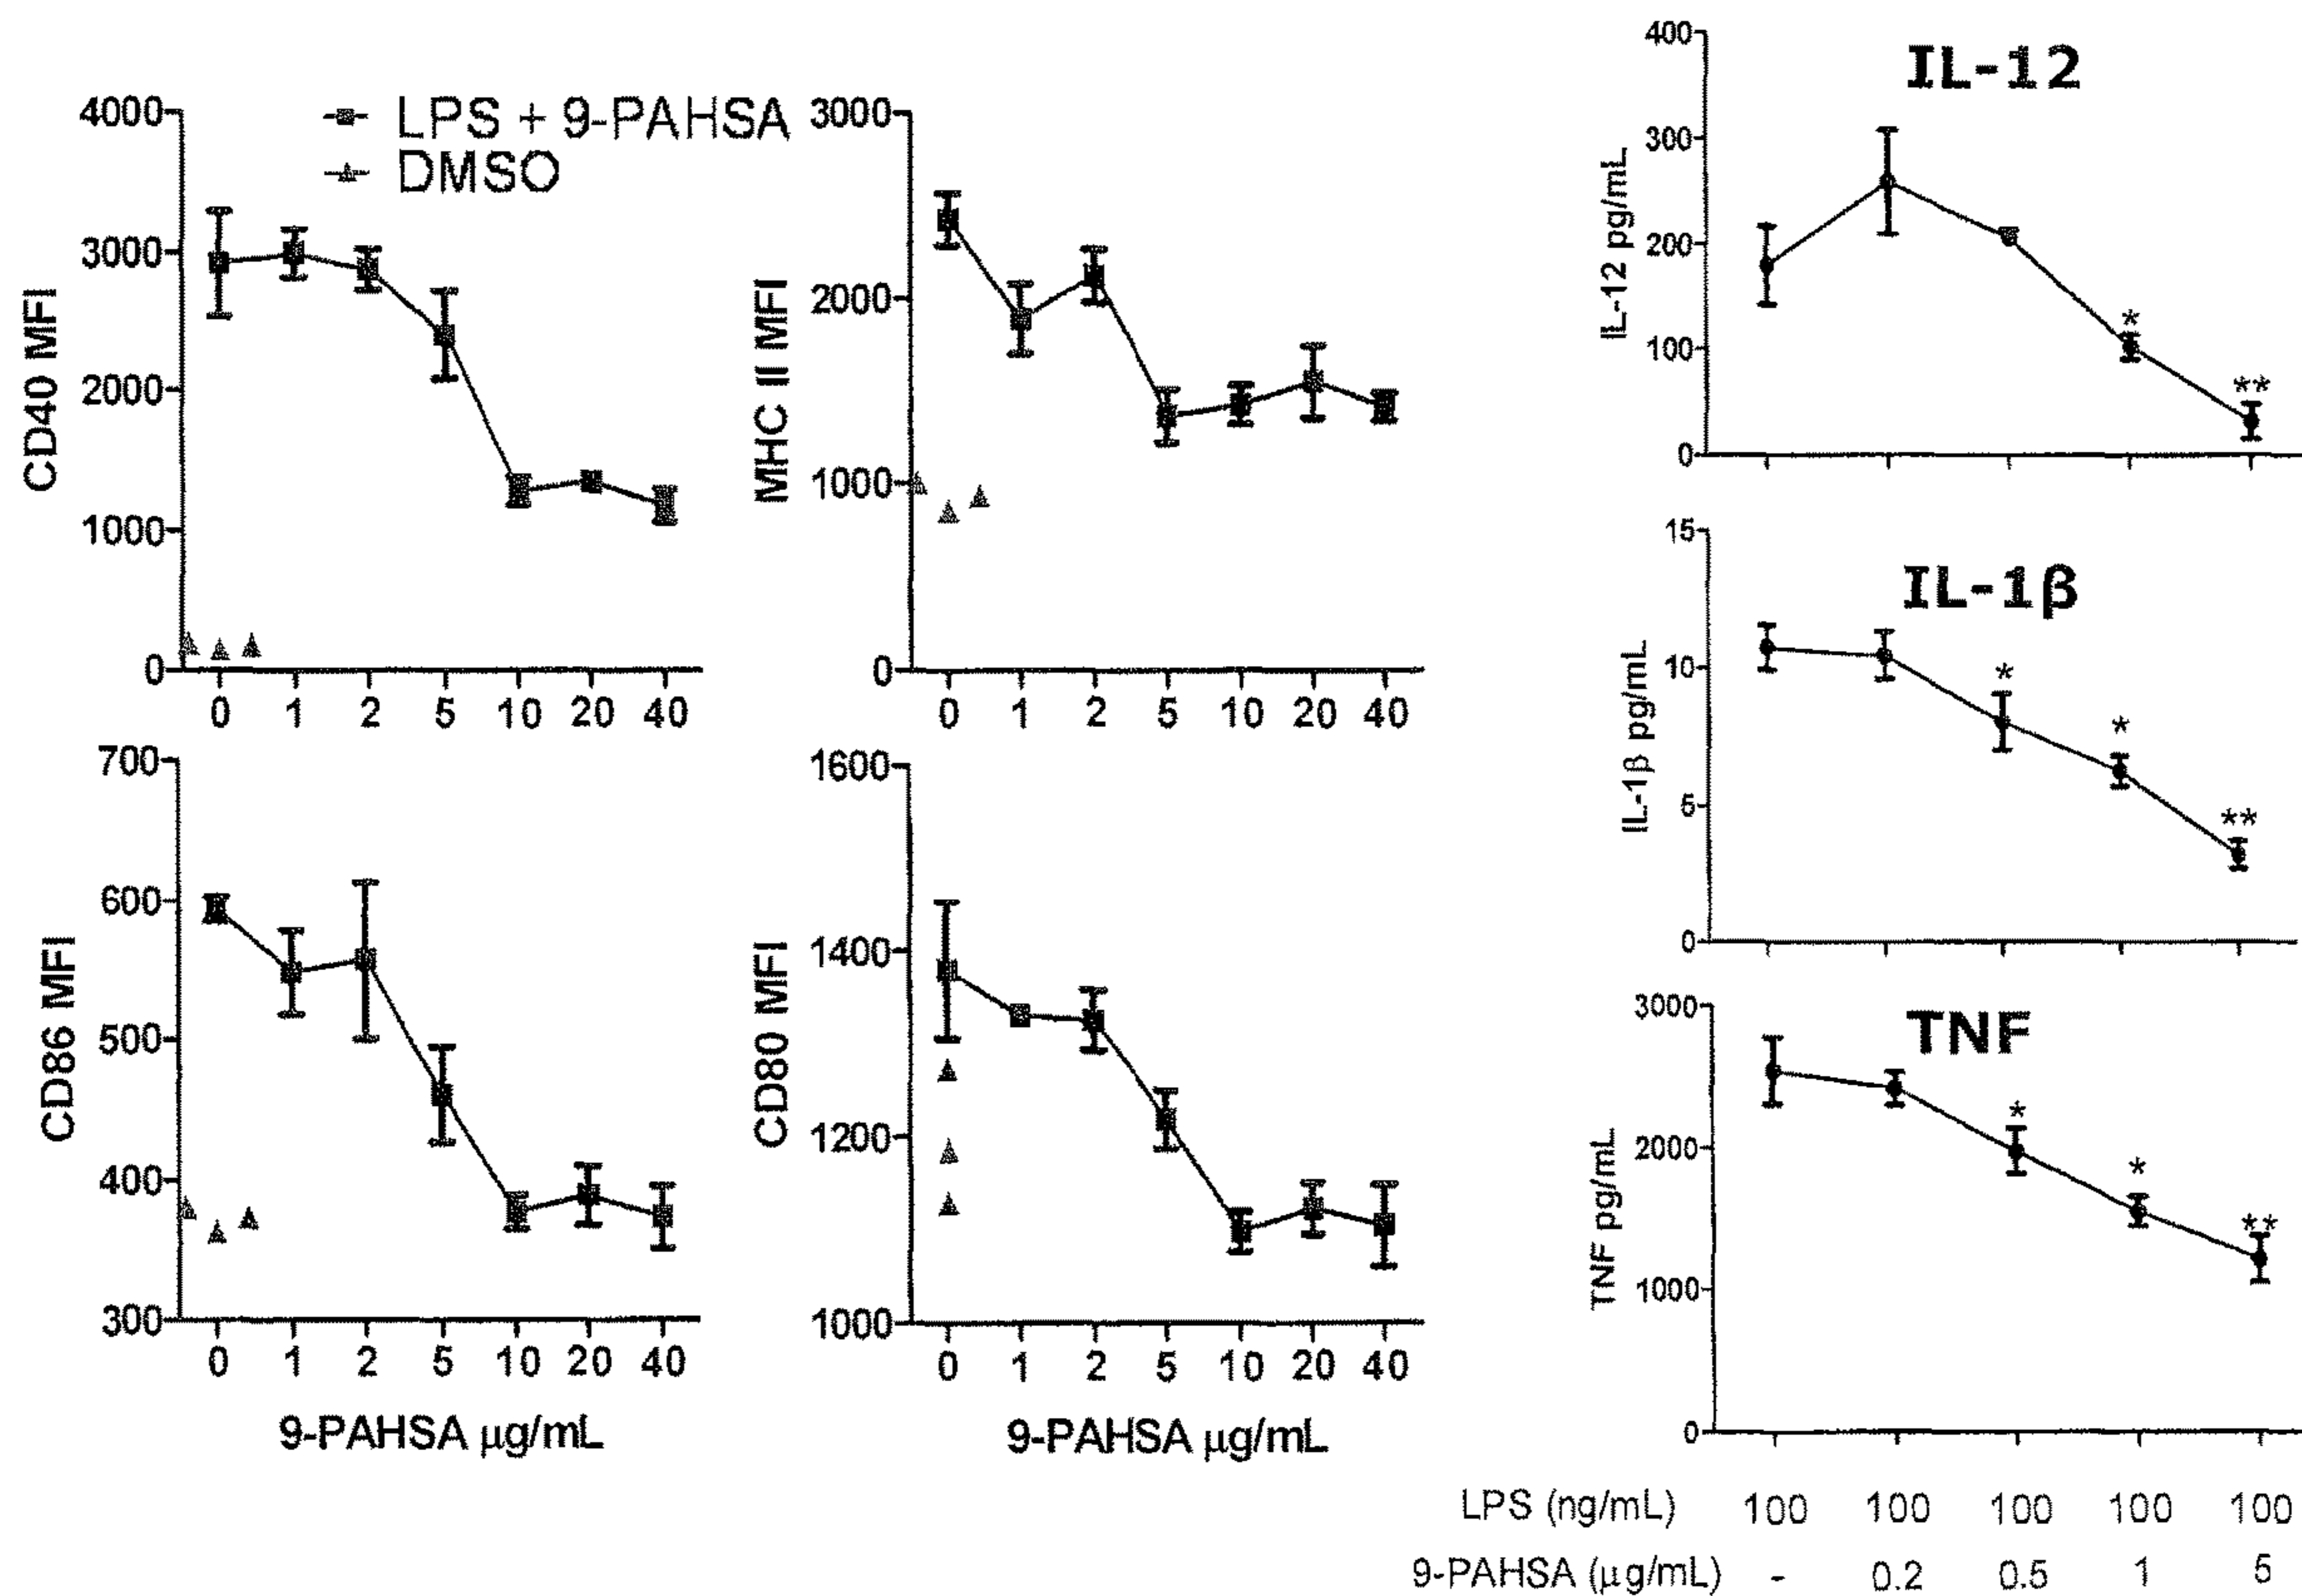 LPS + 9-PAHSA
DMSO
CD40 MFI
4000
3000
2000
1000
0
0 1 2 5 10 20 40
MHC II MFI
3000
2000
1000
0
0 1 2 5 10 20 40
CD86 MFI
700
600
500
400
300
0 1 2 5 10 20 40
9-PAHSA μg/mL
CD80 MFI
1600
1400
1200
1000
0 1 2 5 10 20 40
9-PAHSA μg/mL
IL-12
IL-12 pg/mL
400
300
200
100
0
*
**
IL-1β
IL-1β pg/mL
15
10
5
0
*
*
**
TNF
TNF pg/mL
3000
2000
1000
0
*
*
**
LPS (ng/mL) 100 100 100 100 100
9-PAHSA (μg/mL) - 0.2 0.5 1 5